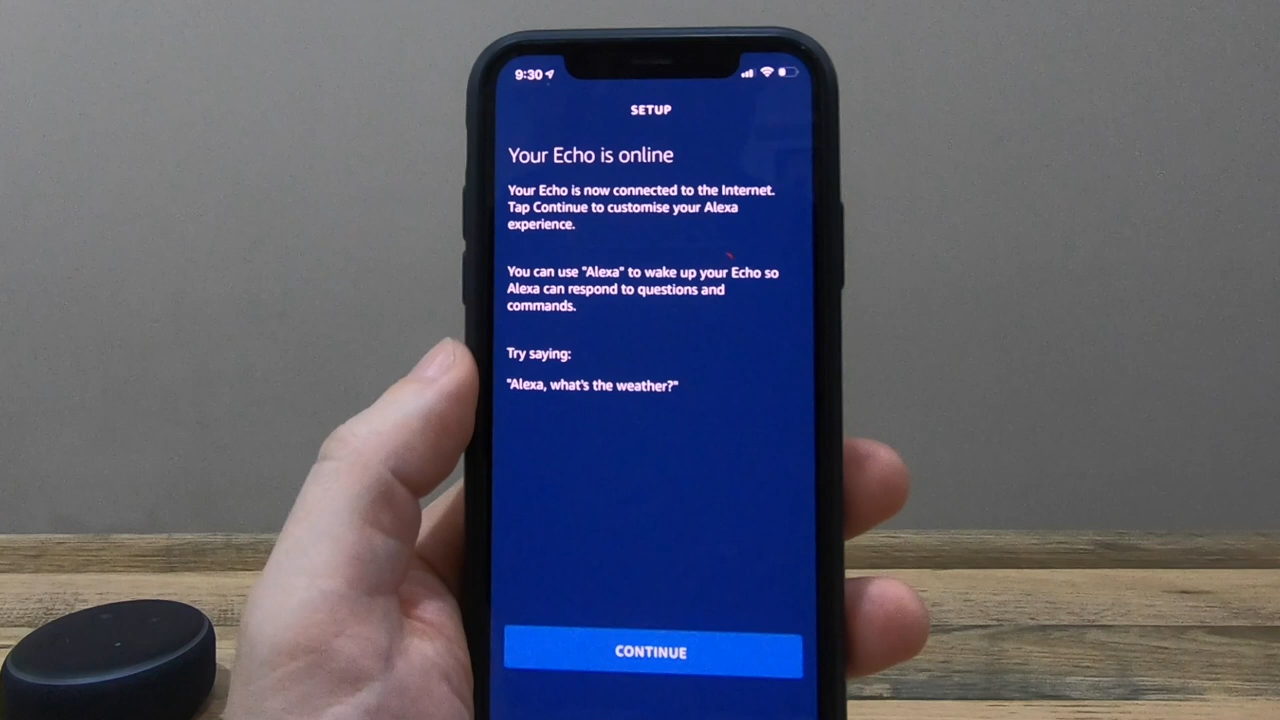 9:30
SETUP
Your Echo is online
Your Echo is now connected to the Internet.
Tap Continue to customise your Alexa
experience.
You can use "Alexa" to wake up your Echo so
Alexa can respond to questions and
commands.
Try saying:
"Alexa, what's the weather?"
CONTINUE